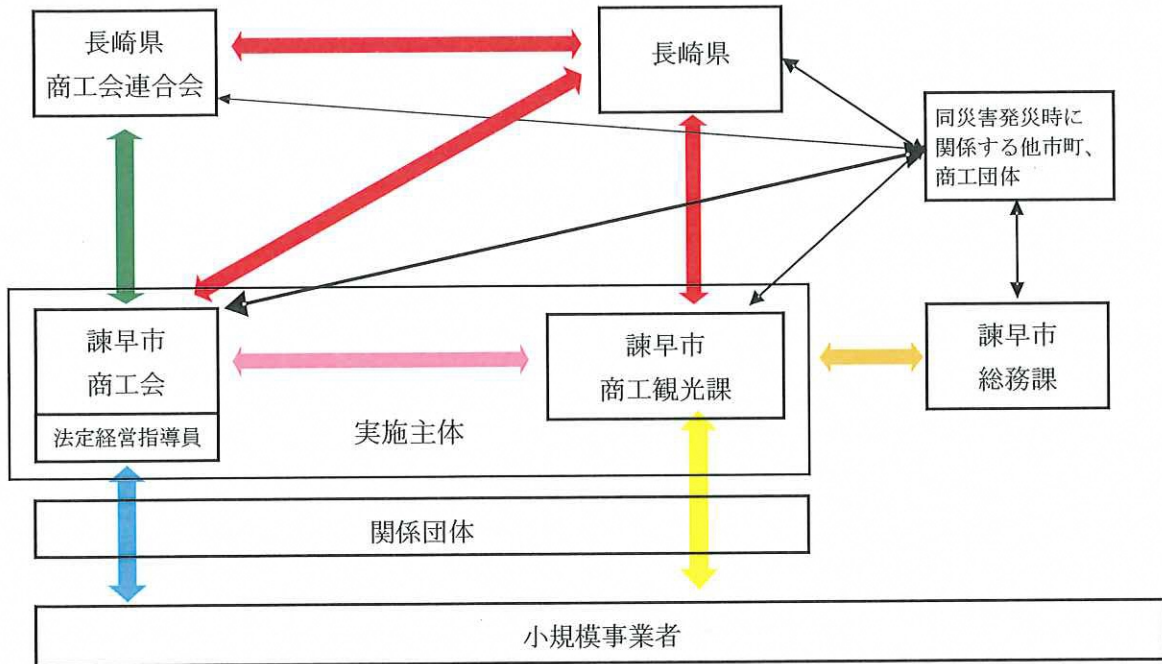 長崎県
商工会連合会
長崎県
同災害発災時に
関係する他市町、
商工団体
諫早市
商工会
法定経営指導員
実施主体
諫早市
商工観光課
諫早市
総務課
関係団体
小規模事業者